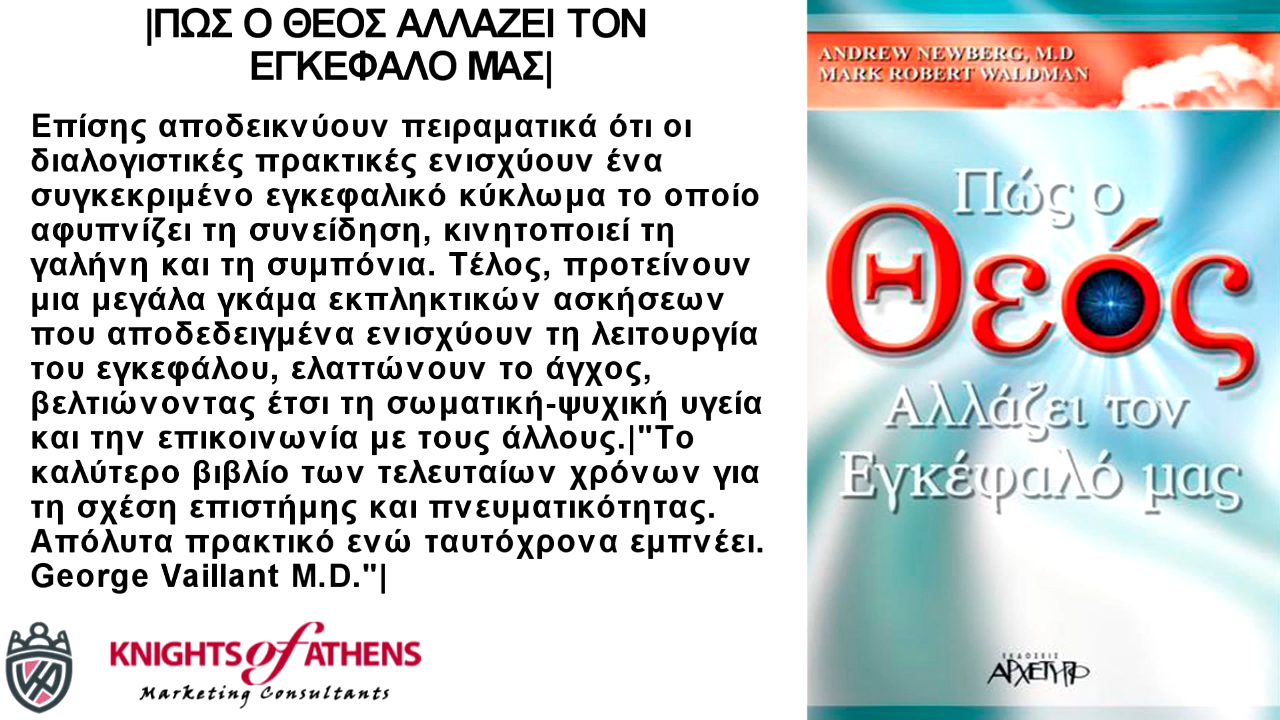 |ΠΩΣ Ο ΘΕΟΣ ΑΛΛΑΖΕΙ ΤΟΝ
ΕΓΚΕΦΑΛΟ ΜΑΣ|
Επίσης αποδεικνύουν πειραματικά ότι οι
διαλογιστικές πρακτικές ενισχύουν ένα
συγκεκριμένο εγκεφαλικό κύκλωμα το οποίο
αφυπνίζει τη συνείδηση, κινητοποιεί τη
γαλήνη και τη συμπόνια. Τέλος, προτείνουν
μια μεγάλα γκάμα εκπληκτικών ασκήσεων
που αποδεδειγμένα ενισχύουν τη λειτουργία
του εγκεφάλου, ελαττώνουν το άγχος,
βελτιώνοντας έτσι τη σωματική-ψυχική υγεία
και την επικοινωνία με τους άλλους.|"Το
καλύτερο βιβλίο των τελευταίων χρόνων για
τη σχέση επιστήμης και πνευματικότητας.
Απόλυτα πρακτικό ενώ ταυτόχρονα εμπνέει.
George Vaillant M.D."|
KNIGHTS of ATHENS
Marketing Consultants
ANDREW NEWBERG, M.D
MARK ROBERT WALDMAN
Πώς ο
Θεός
Αλλάζει τον
Εγκέφαλό μας
ΕΚΔΟΣΕΙΣ
ΑΡΧΕΤΥΠΟ